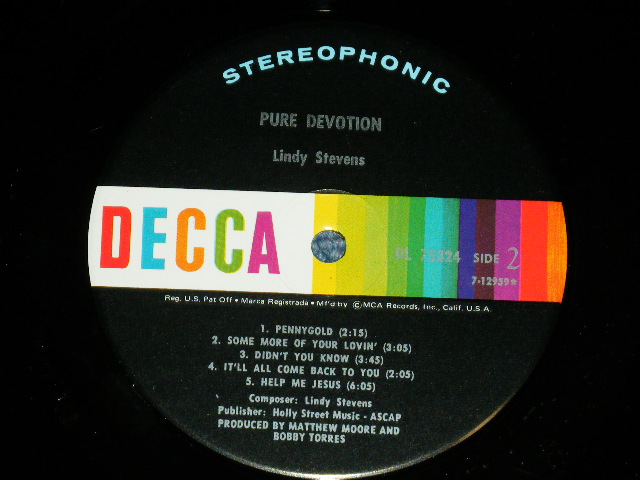 STEREOPHONIC
PURE DEVOTION
Lindy Stevens
DECCA
DL 75324 SIDE 2
7-12959★
Reg. U.S. Pat Off • Marca Registrada • Mf'd by ©MCA Records, Inc., Calif. U.S.A.
1. PENNYGOLD (2:15)
2. SOME MORE OF YOUR LOVIN' (3:05)
3. DIDN'T YOU KNOW (3:45)
4. IT'LL ALL COME BACK TO YOU (2:05)
5. HELP ME JESUS (6:05)
Composer: Lindy Stevens
Publisher: Holly Street Music - ASCAP
PRODUCED BY MATTHEW MOORE AND
BOBBY TORRES